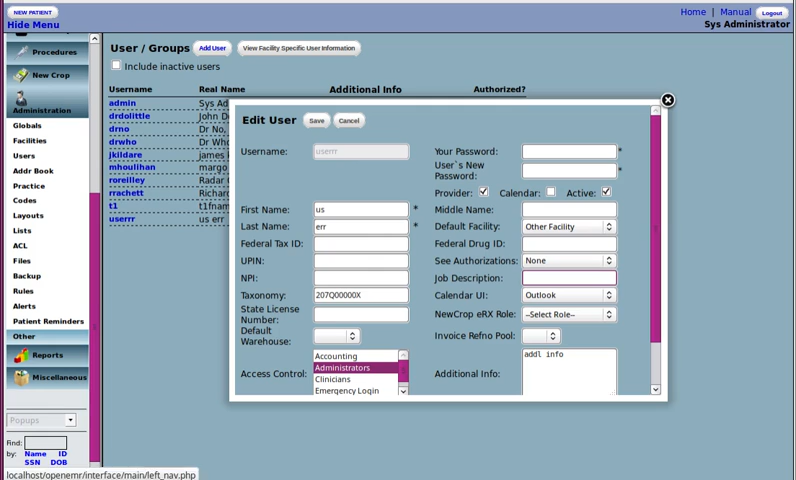 NEW PATIENT
Hide Menu
Home | Manual Logout
Sys Administrator
Procedures
New Crop
Administration
Globals
Facilities
Users
Addr Book
Practice
Codes
Layouts
Lists
ACL
Files
Backup
Rules
Alerts
Patient Reminders
Other
Reports
Miscellaneous
Popups
Find:
by: Name ID
SSN DOB
localhost/openemr/interface/main/left_nav.php
User / Groups Add User View Facility Specific User Information
Include inactive users
Username Real Name Additional Info Authorized?
admin Sys Ad
drdolittle John D
drno Dr No,
drwho Dr Who
jkildare james k
mhoulihan margo
roreilley Radar O
rrachett Richard
t1 t1fnam
userrr us err
Edit User Save Cancel
Username: userrr Your Password: *
User`s New Password: *
Provider: Calendar: Active:
First Name: us * Middle Name:
Last Name: err * Default Facility: Other Facility
Federal Tax ID: Federal Drug ID:
UPIN: See Authorizations: None
NPI: Job Description:
Taxonomy: 207Q00000X Calendar UI: Outlook
State License Number: NewCrop eRX Role: --Select Role--
Default Warehouse: Invoice Refno Pool:
Access Control: Accounting
Administrators
Clinicians
Emergency Login
Additional Info: addl info